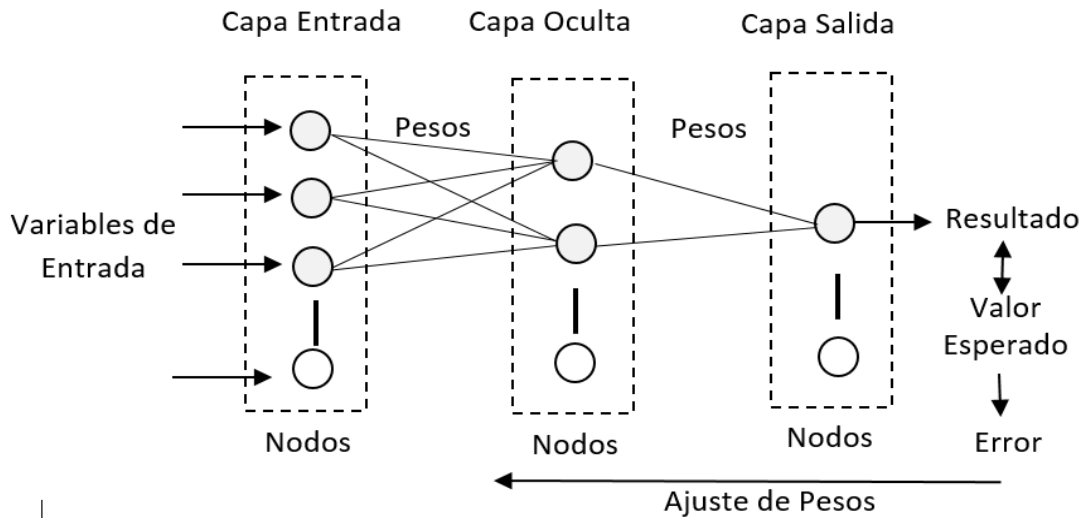 Capa Entrada
Capa Oculta
Capa Salida
Pesos
Pesos
Variables de
Entrada
Resultado
Valor
Esperado
Error
Nodos
Nodos
Nodos
Ajuste de Pesos